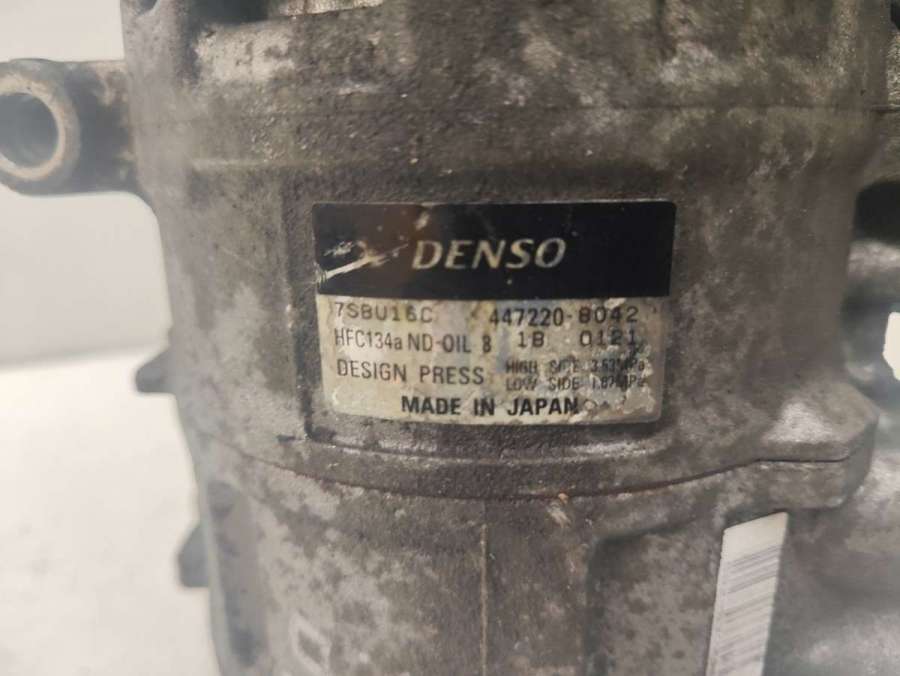 DENSO
7SBU16C 447220-8042
HFC134a ND-OIL 8 1B 0121
DESIGN PRESS HIGH SIDE 3.53MPa
LOW SIDE 1.87MPa
MADE IN JAPAN